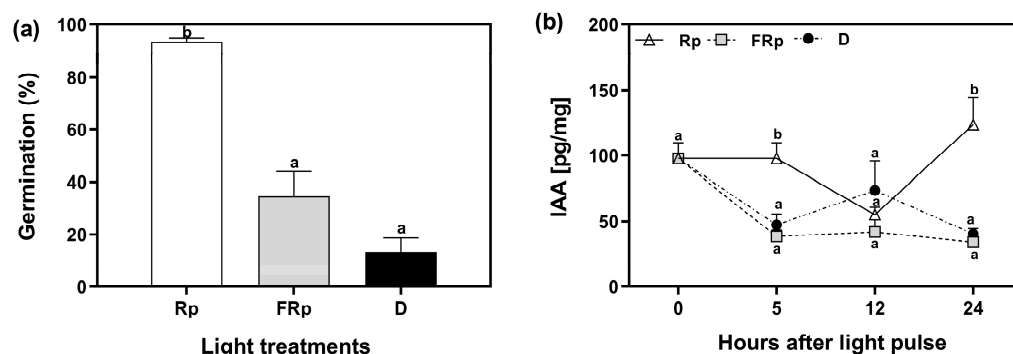 (a)
100
80
60
40
20
0
Germination (%)
b
a
a
Rp FRp D
Light treatments
(b)
200
150
100
50
0
IAA [pg/mg]
Rp FRp D
a
b
a
a
a
a
a
b
a
a
0 5 12 24
Hours after light pulse